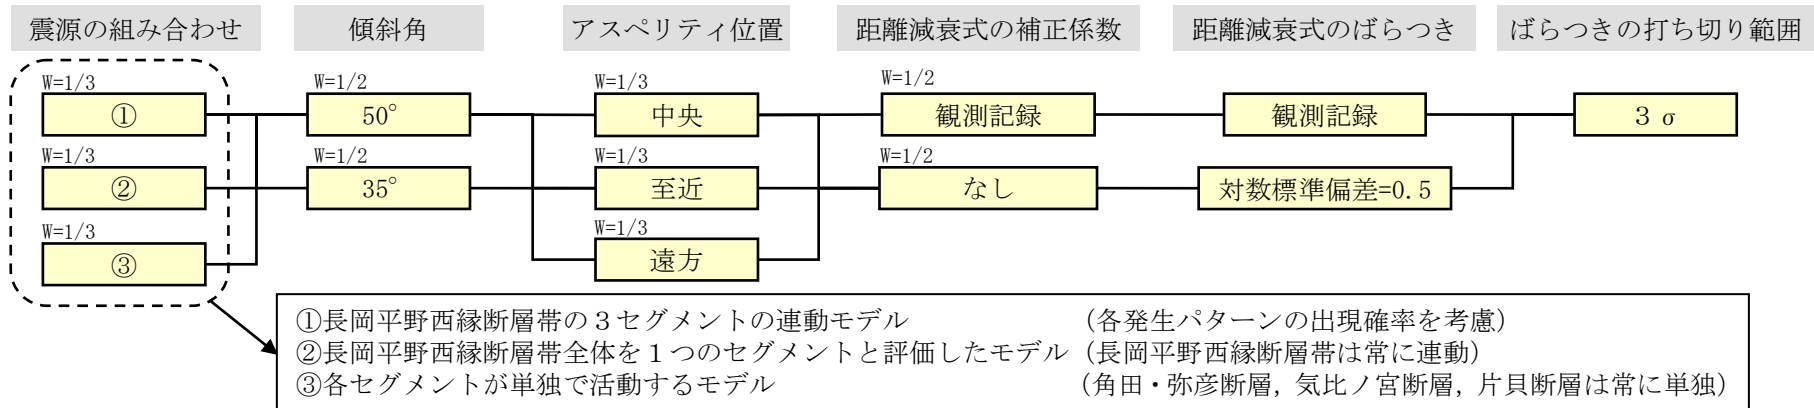 震源の組み合わせ 傾斜角 アスペリティ位置 距離減衰式の補正係数 距離減衰式のばらつき ばらつきの打ち切り範囲
W=1/3 W=1/2 W=1/3 W=1/2
① 50° 中央 観測記録 観測記録 3 σ
W=1/3 W=1/2 W=1/3 W=1/2
② 35° 至近 なし 対数標準偏差=0.5
W=1/3 W=1/3
③ 遠方
①長岡平野西縁断層帯の3セグメントの連動モデル (各発生パターンの出現確率を考慮)
②長岡平野西縁断層帯全体を1つのセグメントと評価したモデル (長岡平野西縁断層帯は常に連動)
③各セグメントが単独で活動するモデル (角田・弥彦断層, 気比ノ宮断層, 片貝断層は常に単独)